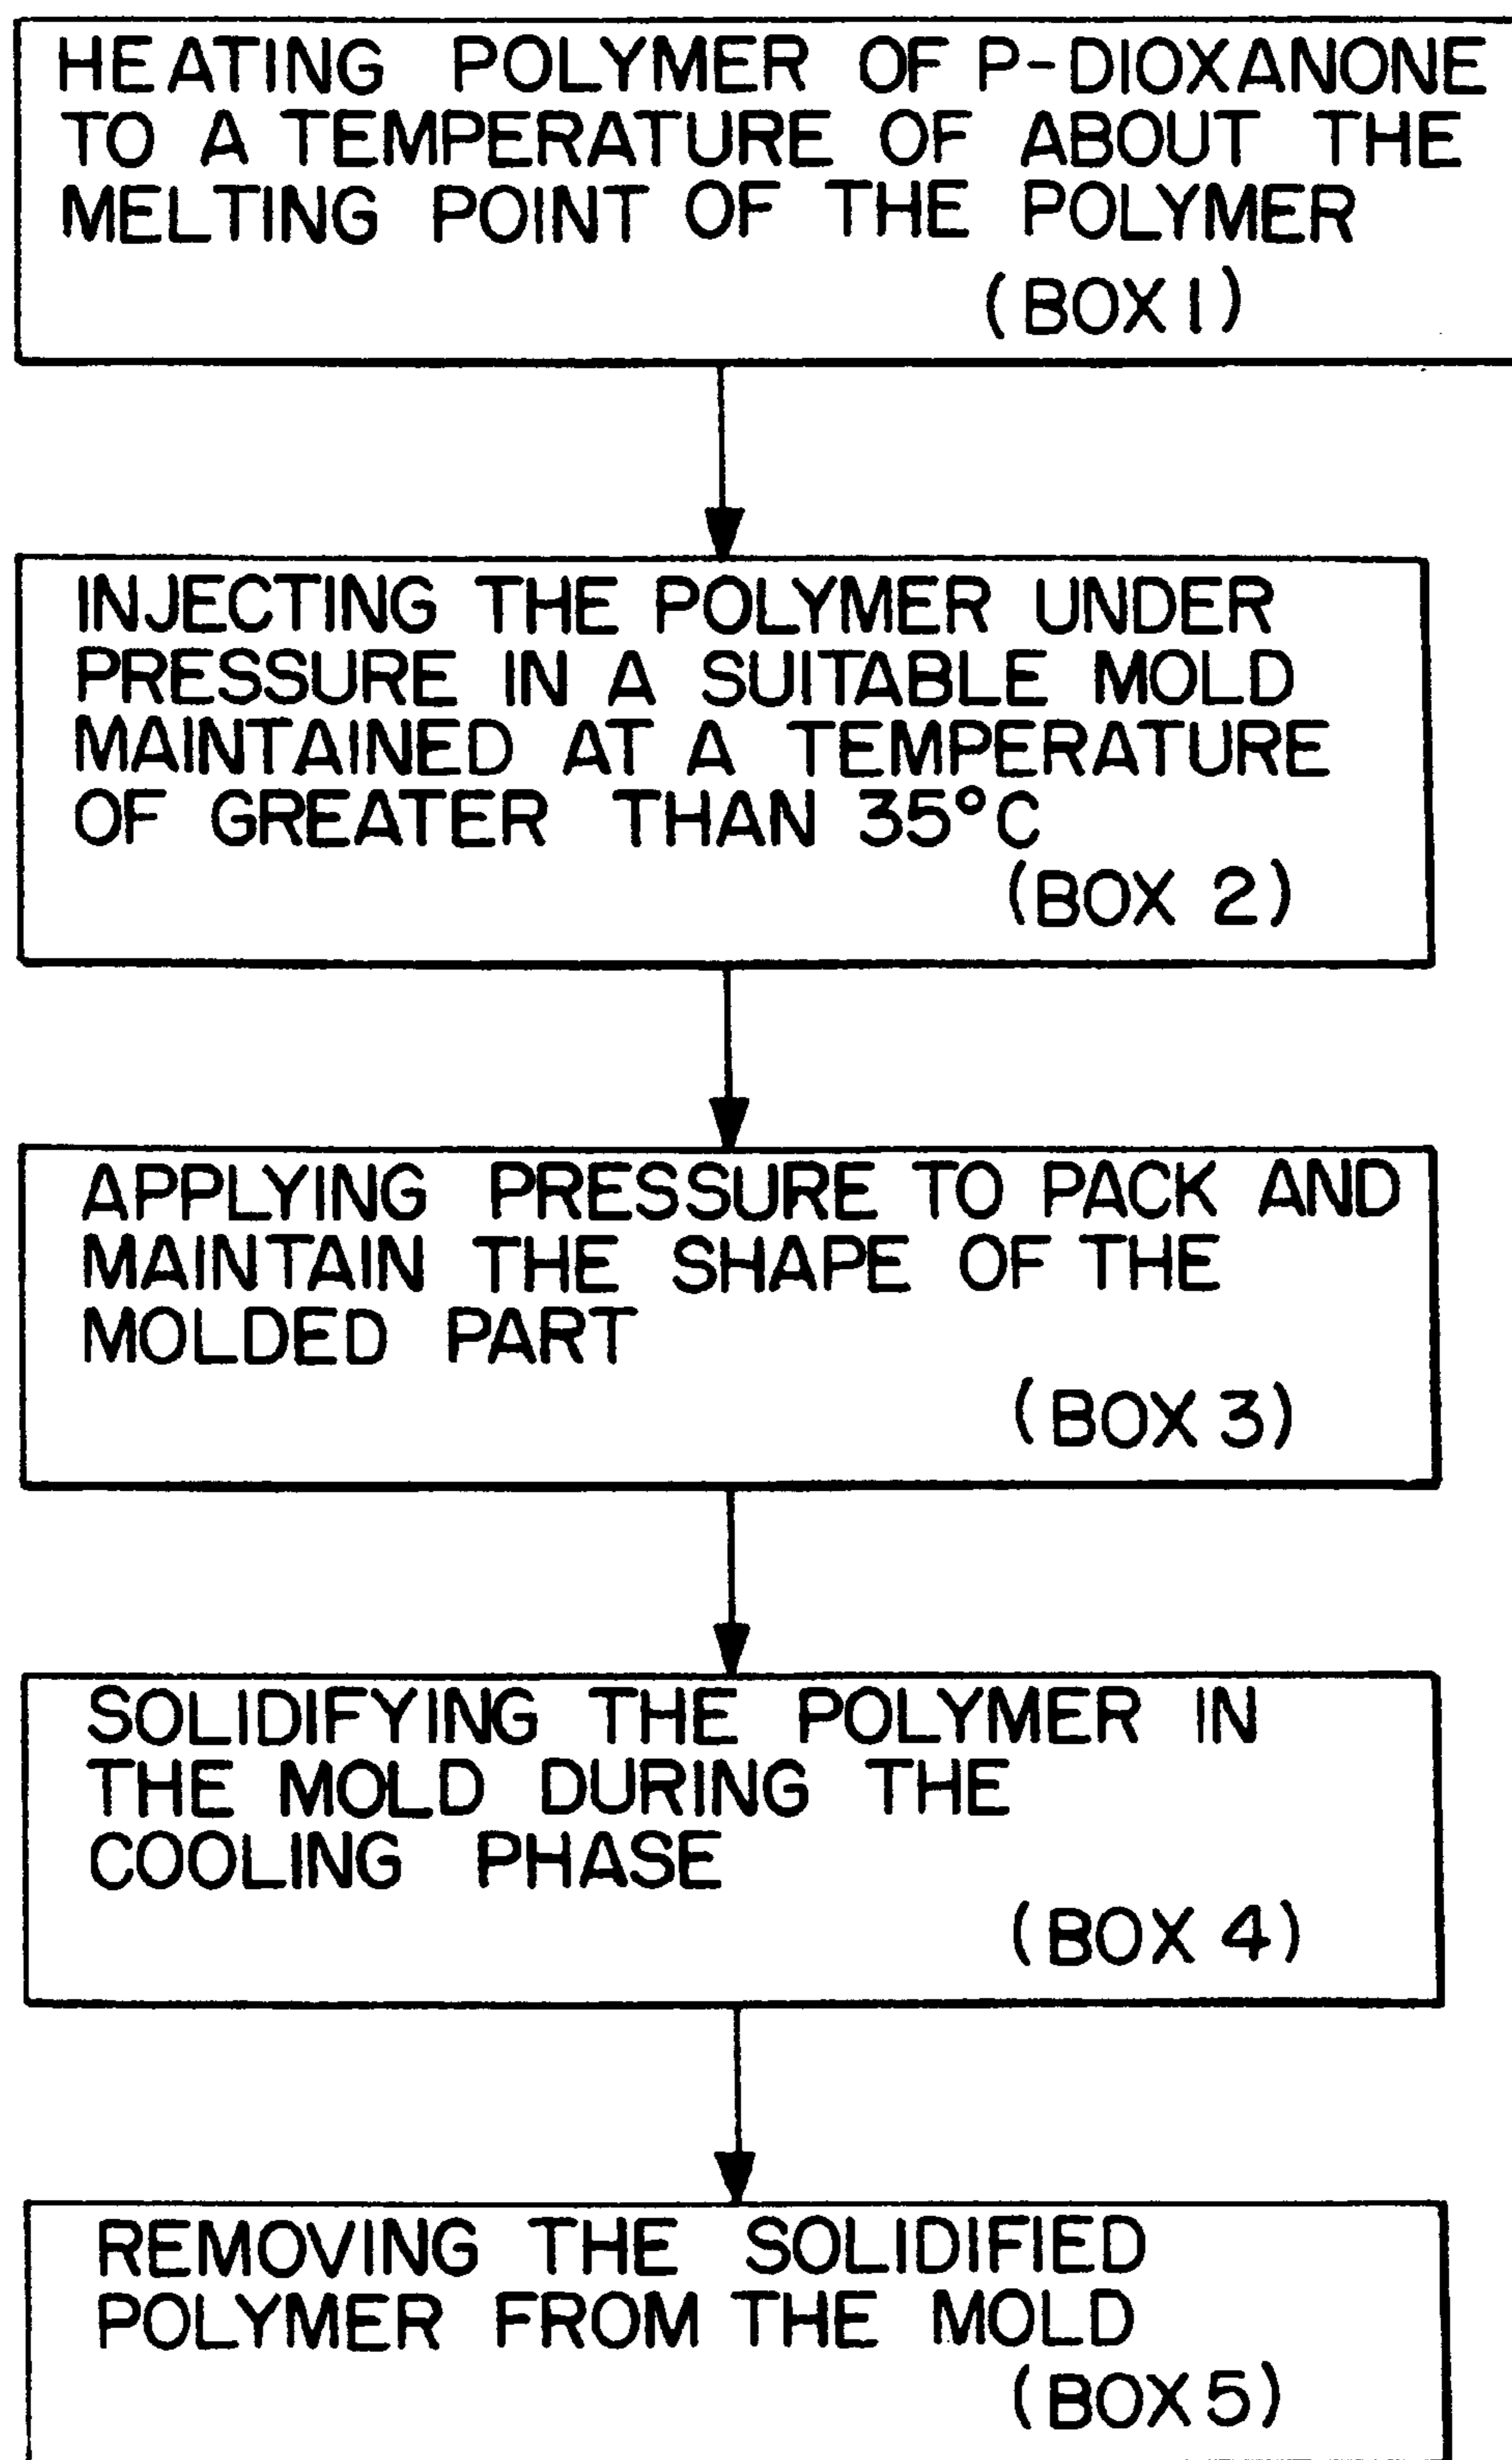 HEATING POLYMER OF P-DIOXANONE
TO A TEMPERATURE OF ABOUT THE
MELTING POINT OF THE POLYMER
(BOX 1)
INJECTING THE POLYMER UNDER
PRESSURE IN A SUITABLE MOLD
MAINTAINED AT A TEMPERATURE
OF GREATER THAN 35°C
(BOX 2)
APPLYING PRESSURE TO PACK AND
MAINTAIN THE SHAPE OF THE
MOLDED PART
(BOX 3)
SOLIDIFYING THE POLYMER IN
THE MOLD DURING THE
COOLING PHASE
(BOX 4)
REMOVING THE SOLIDIFIED
POLYMER FROM THE MOLD
(BOX 5)